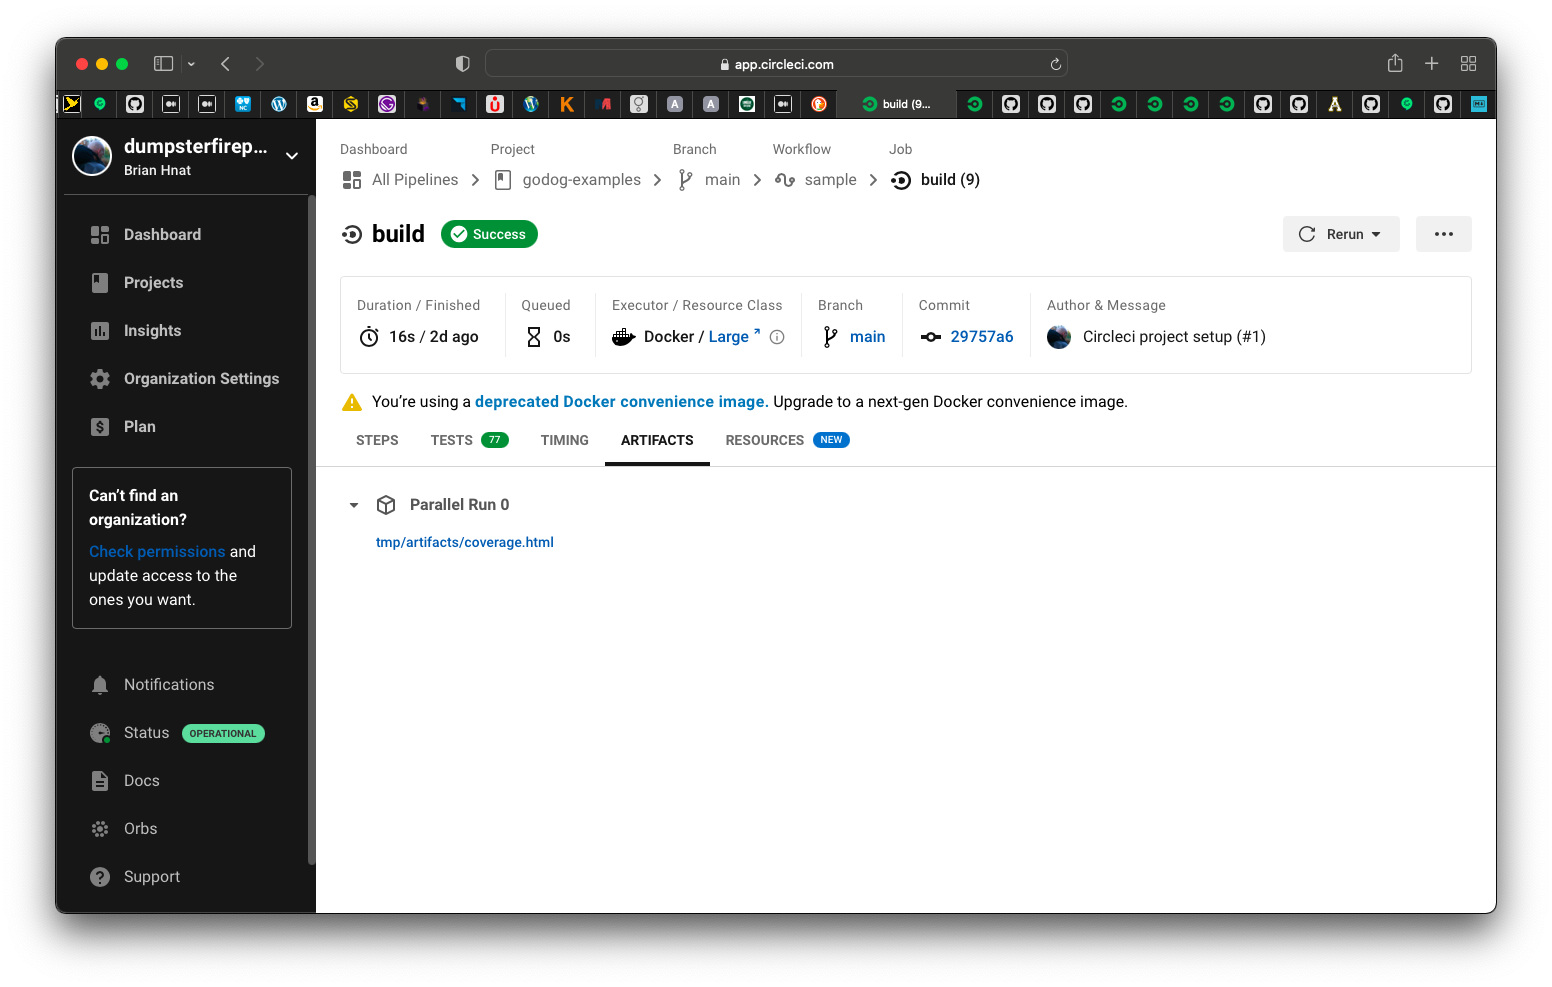 app.circleci.com
build (9...
dumpsterfirep...
Brian Hnat
Dashboard
Projects
Insights
Organization Settings
Plan
Can't find an
organization?
Check permissions and
update access to the
ones you want.
Notifications
Status OPERATIONAL
Docs
Orbs
Support
Dashboard Project Branch Workflow Job
All Pipelines godog-examples main sample build (9)
build Success Rerun
Duration / Finished Queued Executor / Resource Class Branch Commit Author & Message
16s / 2d ago 0s Docker / Large main 29757a6 Circleci project setup (#1)
You're using a deprecated Docker convenience image. Upgrade to a next-gen Docker convenience image.
STEPS TESTS 77 TIMING ARTIFACTS RESOURCES NEW
Parallel Run 0
tmp/artifacts/coverage.html